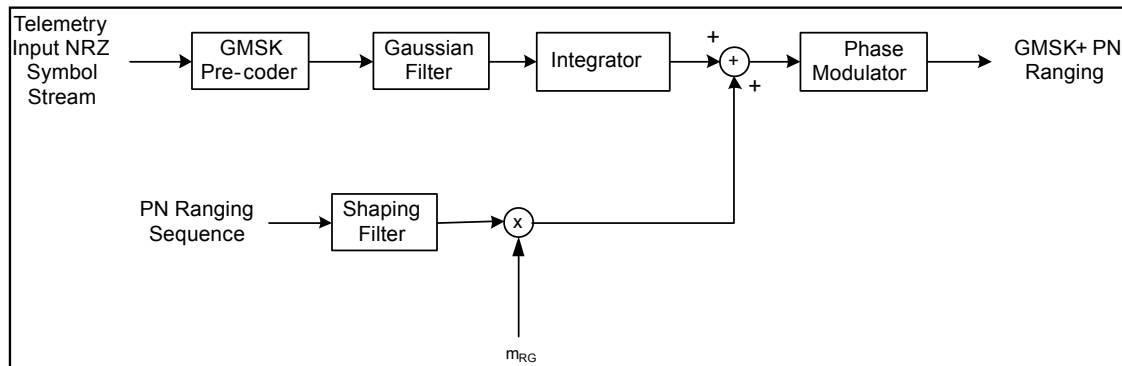 Telemetry
Input NRZ
Symbol
Stream
GMSK
Pre-coder
Gaussian
Filter
Integrator
+
+
+
Phase
Modulator
GMSK+ PN
Ranging
PN Ranging
Sequence
Shaping
Filter
x
mRG